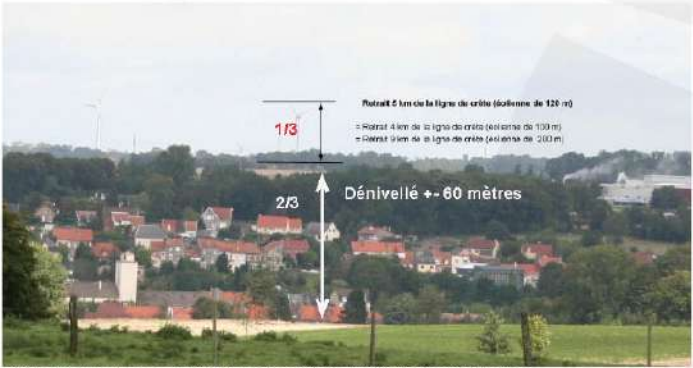 Retrait 5 km de la ligne de crête (éolienne de 120 m)
1/3
= Retrait 4 km de la ligne de crête (éolienne de 100 m)
= Retrait 9 km de la ligne de crête (éolienne de 200 m)
2/3
Dénivellé +- 60 mètres